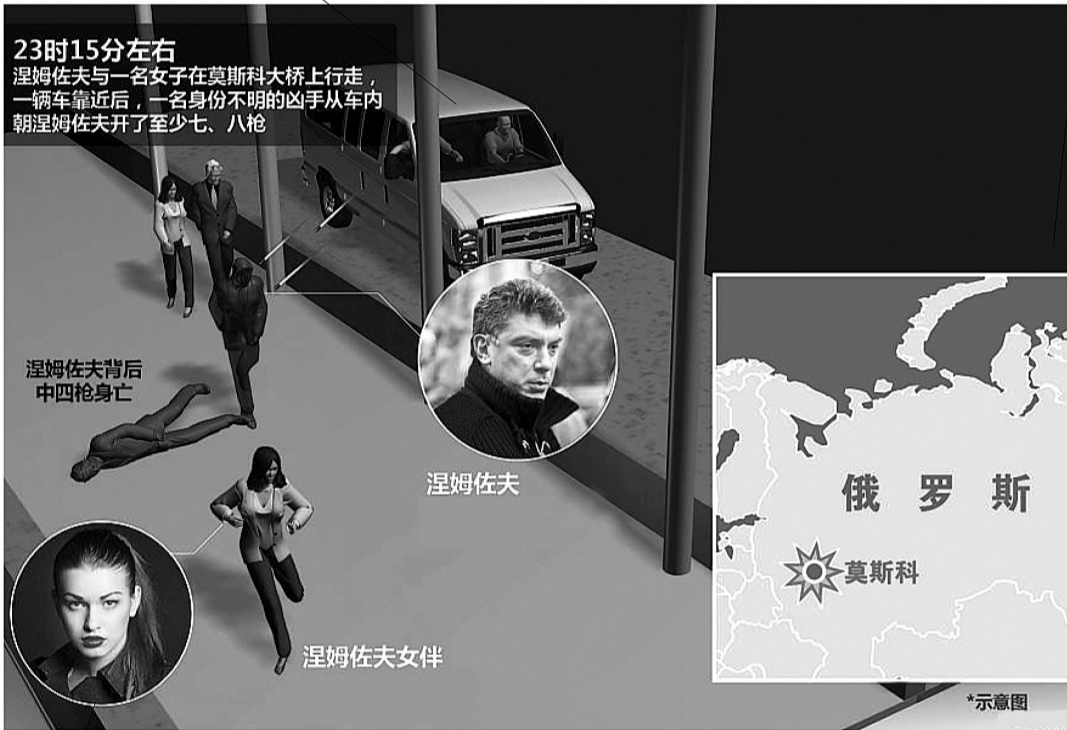 23时15分左右
涅姆佐夫与一名女子在莫斯科大桥上行走，
一辆车靠近后，一名身份不明的凶手从车内
朝涅姆佐夫开了至少七、八枪
涅姆佐夫背后
中四枪身亡
涅姆佐夫
俄罗斯
莫斯科
涅姆佐夫女伴
*示意图